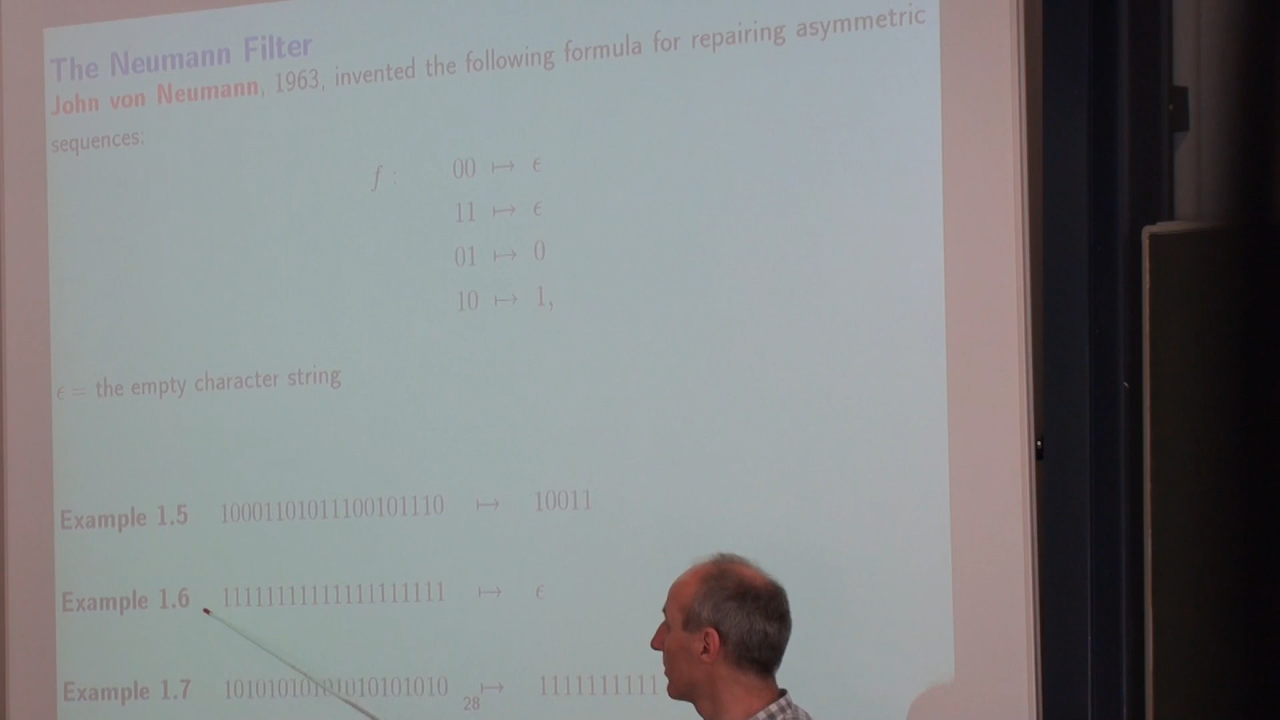 The Neumann Filter
John von Neumann, 1963, invented the following formula for repairing asymmetric
sequences:
f : 00 ↦ ϵ
11 ↦ ϵ
01 ↦ 0
10 ↦ 1,
ϵ = the empty character string
Example 1.5 10001101011100101110 ↦ 10011
Example 1.6 11111111111111111111 ↦ ϵ
Example 1.7 10101010101010101010 ↦ 1111111111
28